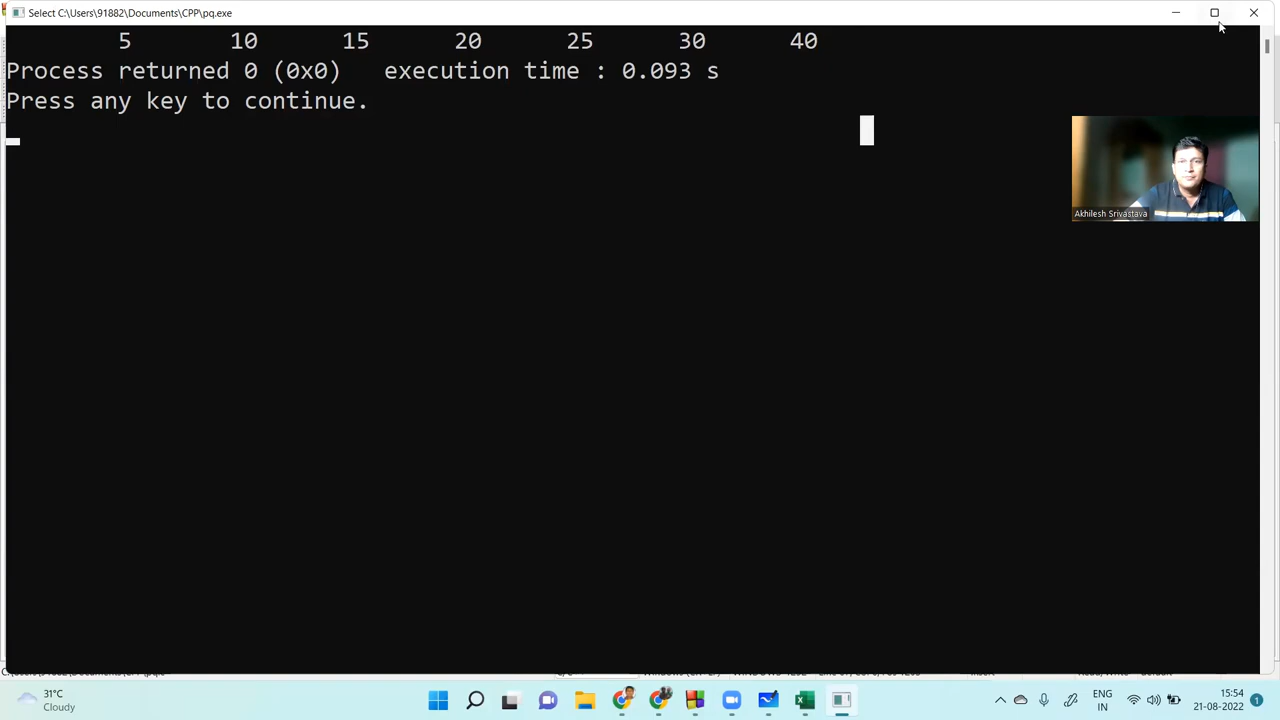 Select C:\Users\91882\Documents\CPP\pq.exe
5 10 15 20 25 30 40
Process returned 0 (0x0) execution time : 0.093 s
Press any key to continue.
Akhilesh Srivastava
31°C
Cloudy
ENG
IN
15:54
21-08-2022
1